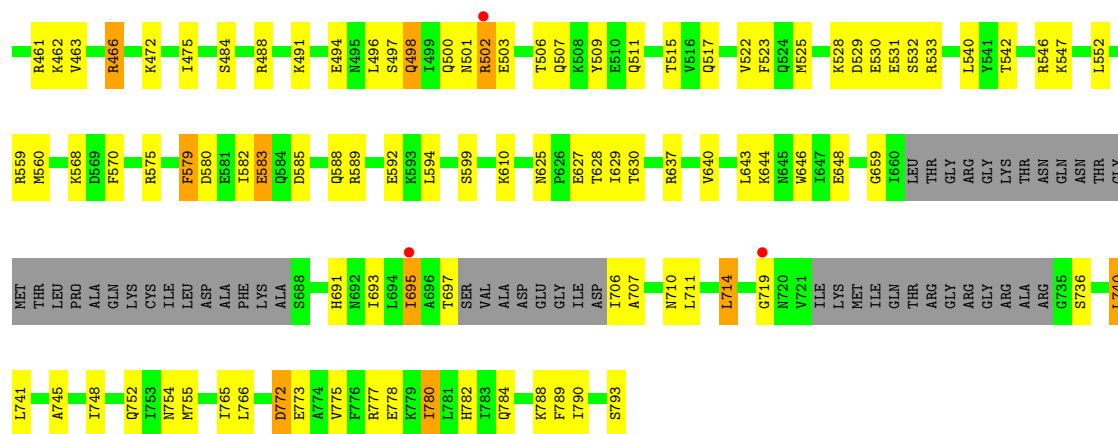 R461 K462 V463 R466 K472 I475 S484 R488 K491 E494 N495 L496 S497 Q498 I499 Q500 N501 R502 E503 T506 Q507 K508 Y509 E510 Q511 T515 V516 Q517 V522 F523 Q524 M525 K528 D529 E530 E531 S532 R533 L540 Y541 T542 R546 K547 L552
R559 M560 K568 D569 F570 R575 F579 D580 E581 I582 E583 Q584 D585 Q588 R589 E592 K593 L594 S599 K610 N625 P626 E627 T628 I629 T630 R637 V640 L643 K644 N645 W646 I647 E648 G659 I660 LEU THR GLY ARG GLY LYS THR ASN GLN ASN THR GLY
MET THR LEU PRO ALA GLN LYS CYS ILE LEU ASP ALA PHE LYS ALA S688 H691 N692 I693 L694 I695 A696 T697 SER VAL ALA ASP GLU GLY ILE ASP I706 A707 N710 L711 L714 G719 N720 V721 ILE LYS MET ILE GLN THR ARG GLY ARG GLY ARG ALA ARG G735 S736 L740
L741 A745 I748 Q752 I753 N754 M755 I765 L766 D772 E773 A774 V775 F776 R777 E778 K779 I780 L781 H782 I783 Q784 K788 F789 I790 S793